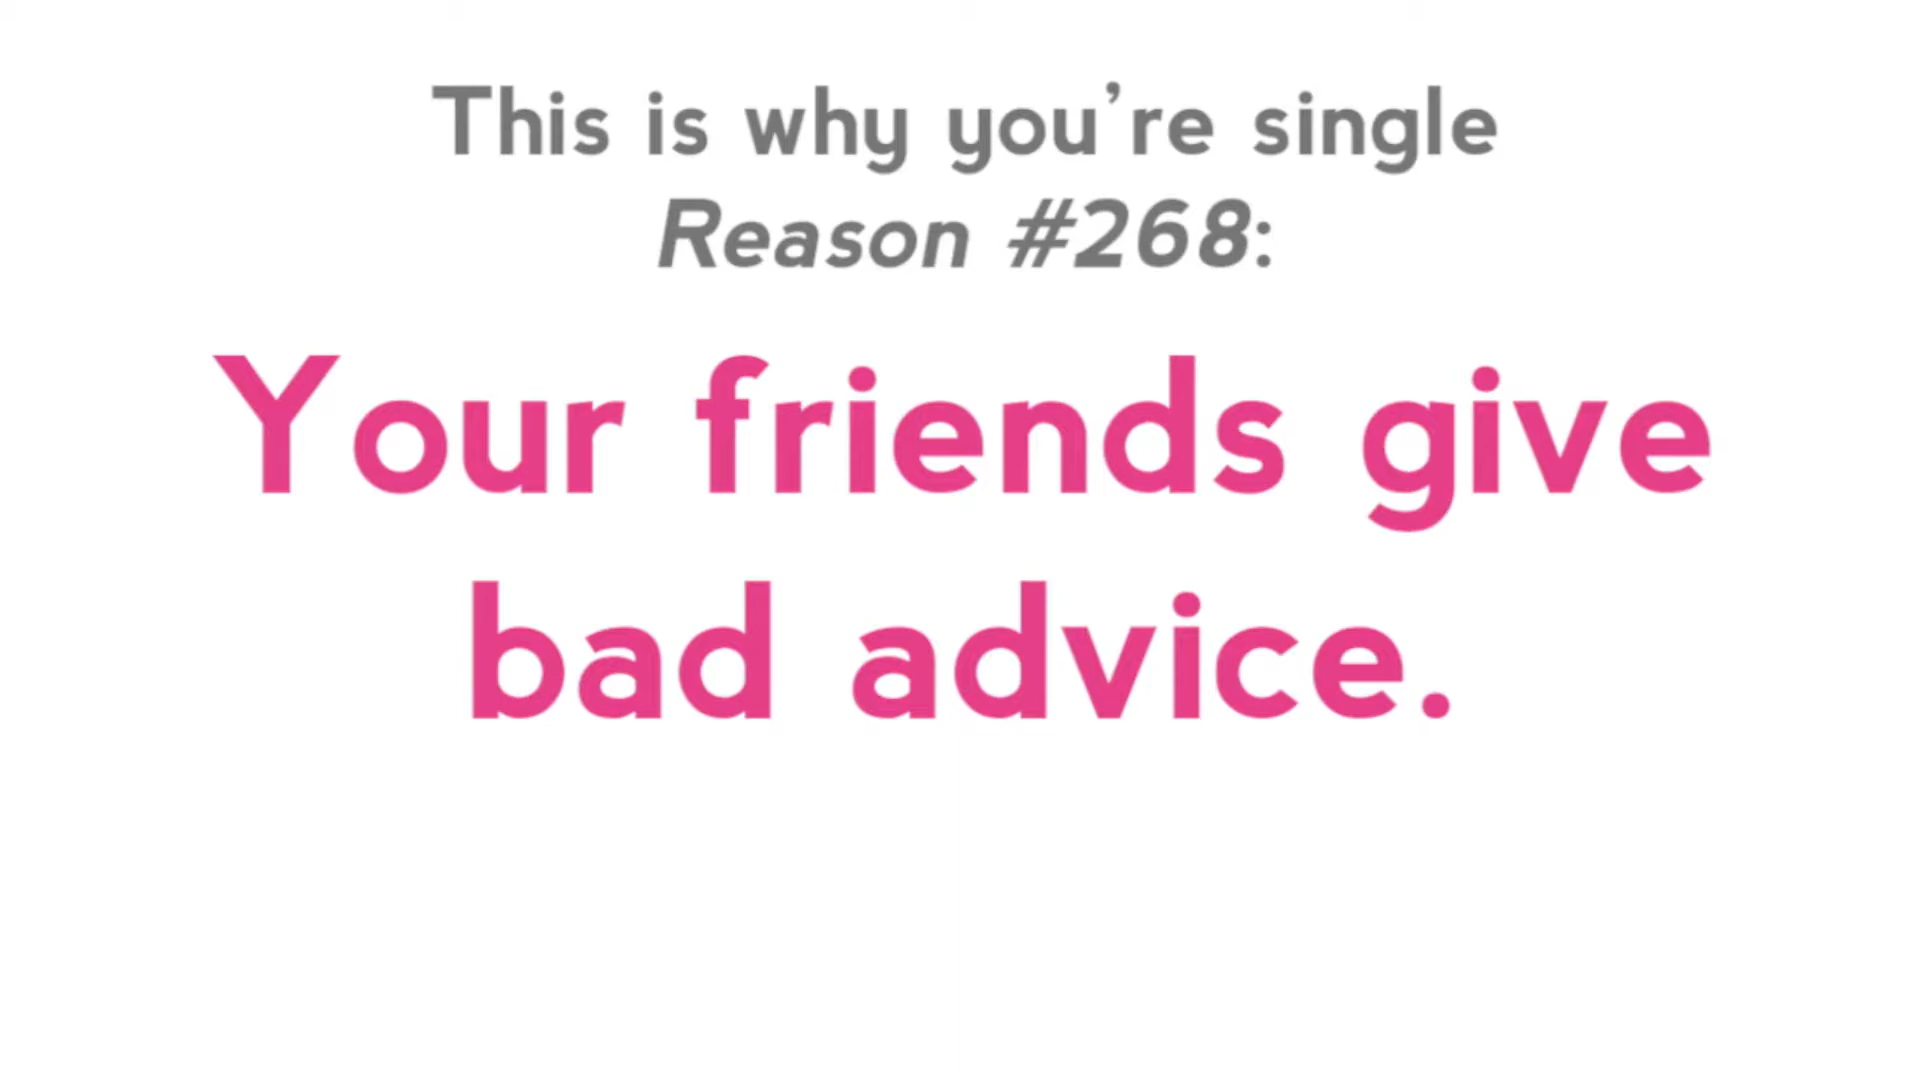 This is why you’re single
Reason #268:
Your friends give
bad advice.